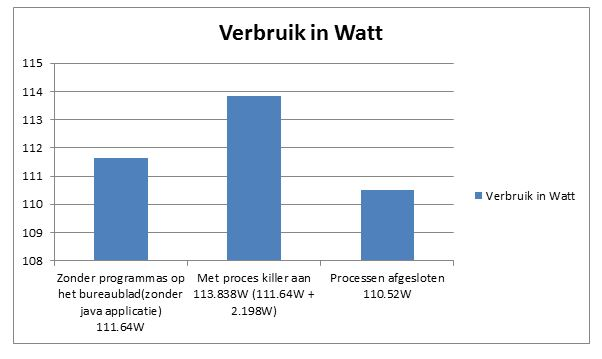 Verbruik in Watt
115
114
113
112
111
110
109
108
Verbruik in Watt
Zonder programmas op
het bureaublad(zonder
java applicatie)
111.64W
Met proces killer aan
113.838W (111.64W +
2.198W)
Processen afgesloten
110.52W